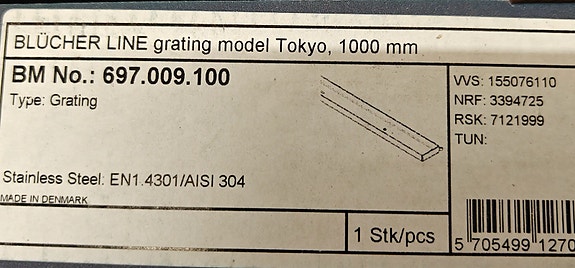 BLÜCHER LINE grating model Tokyo, 1000 mm
BM No.: 697.009.100
Type: Grating
VVS: 155076110
NRF: 3394725
RSK: 7121999
TUN:
Stainless Steel: EN1.4301/AISI 304
MADE IN DENMARK
1 Stk/pcs
5 705499 1270